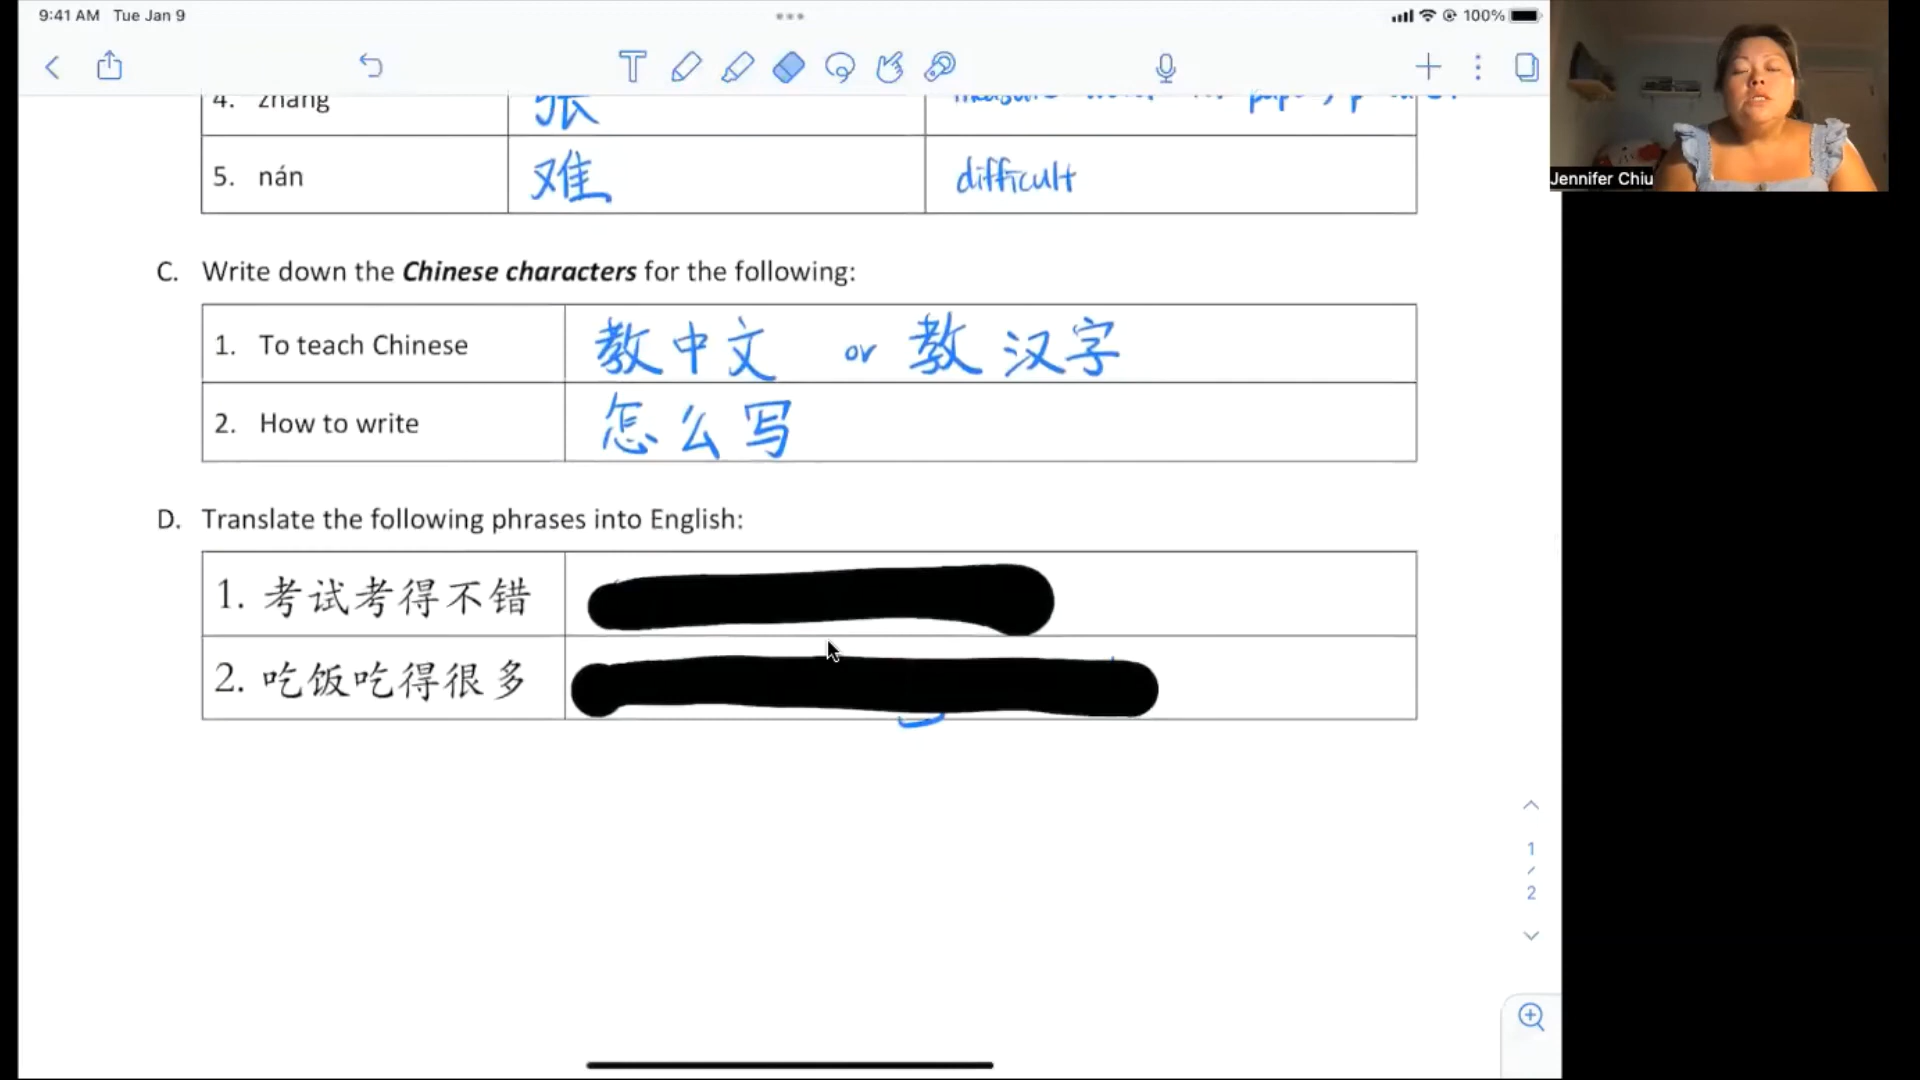 9:41 AM Tue Jan 9
100%
Jennifer Chiu
4. zhāng 张
5. nán 难 difficult
C. Write down the Chinese characters for the following:
1. To teach Chinese 教中文 or 教汉字
2. How to write 怎么写
D. Translate the following phrases into English:
1. 考试考得不错
2. 吃饭吃得很多
1
2